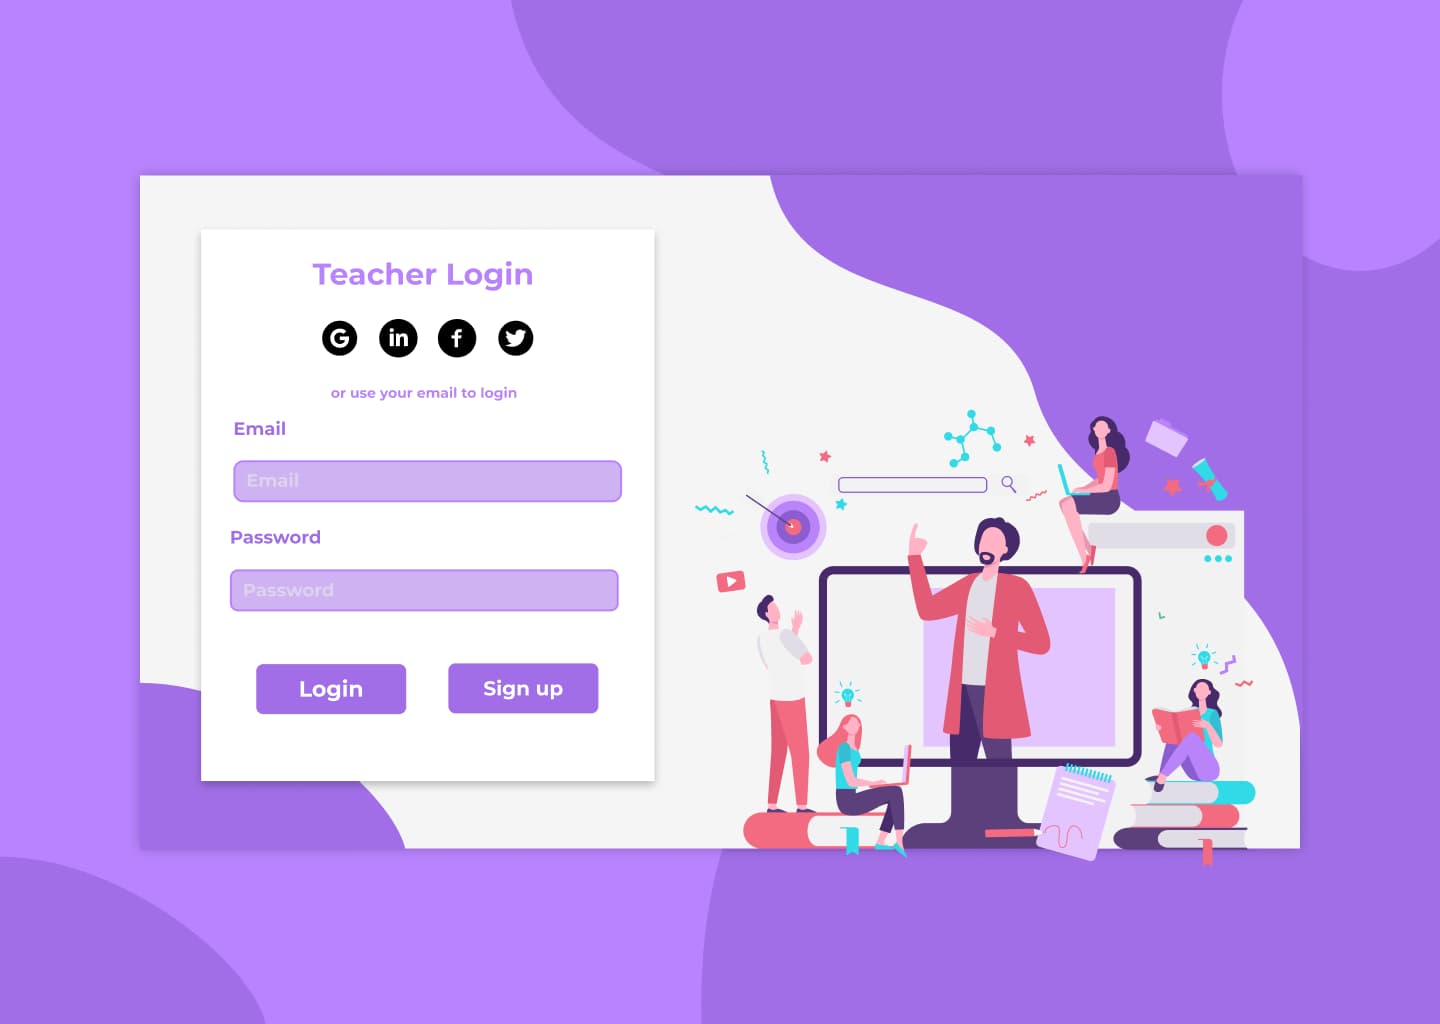 Teacher Login
G in f
or use your email to login
Email
Email
Password
Password
Login
Sign up